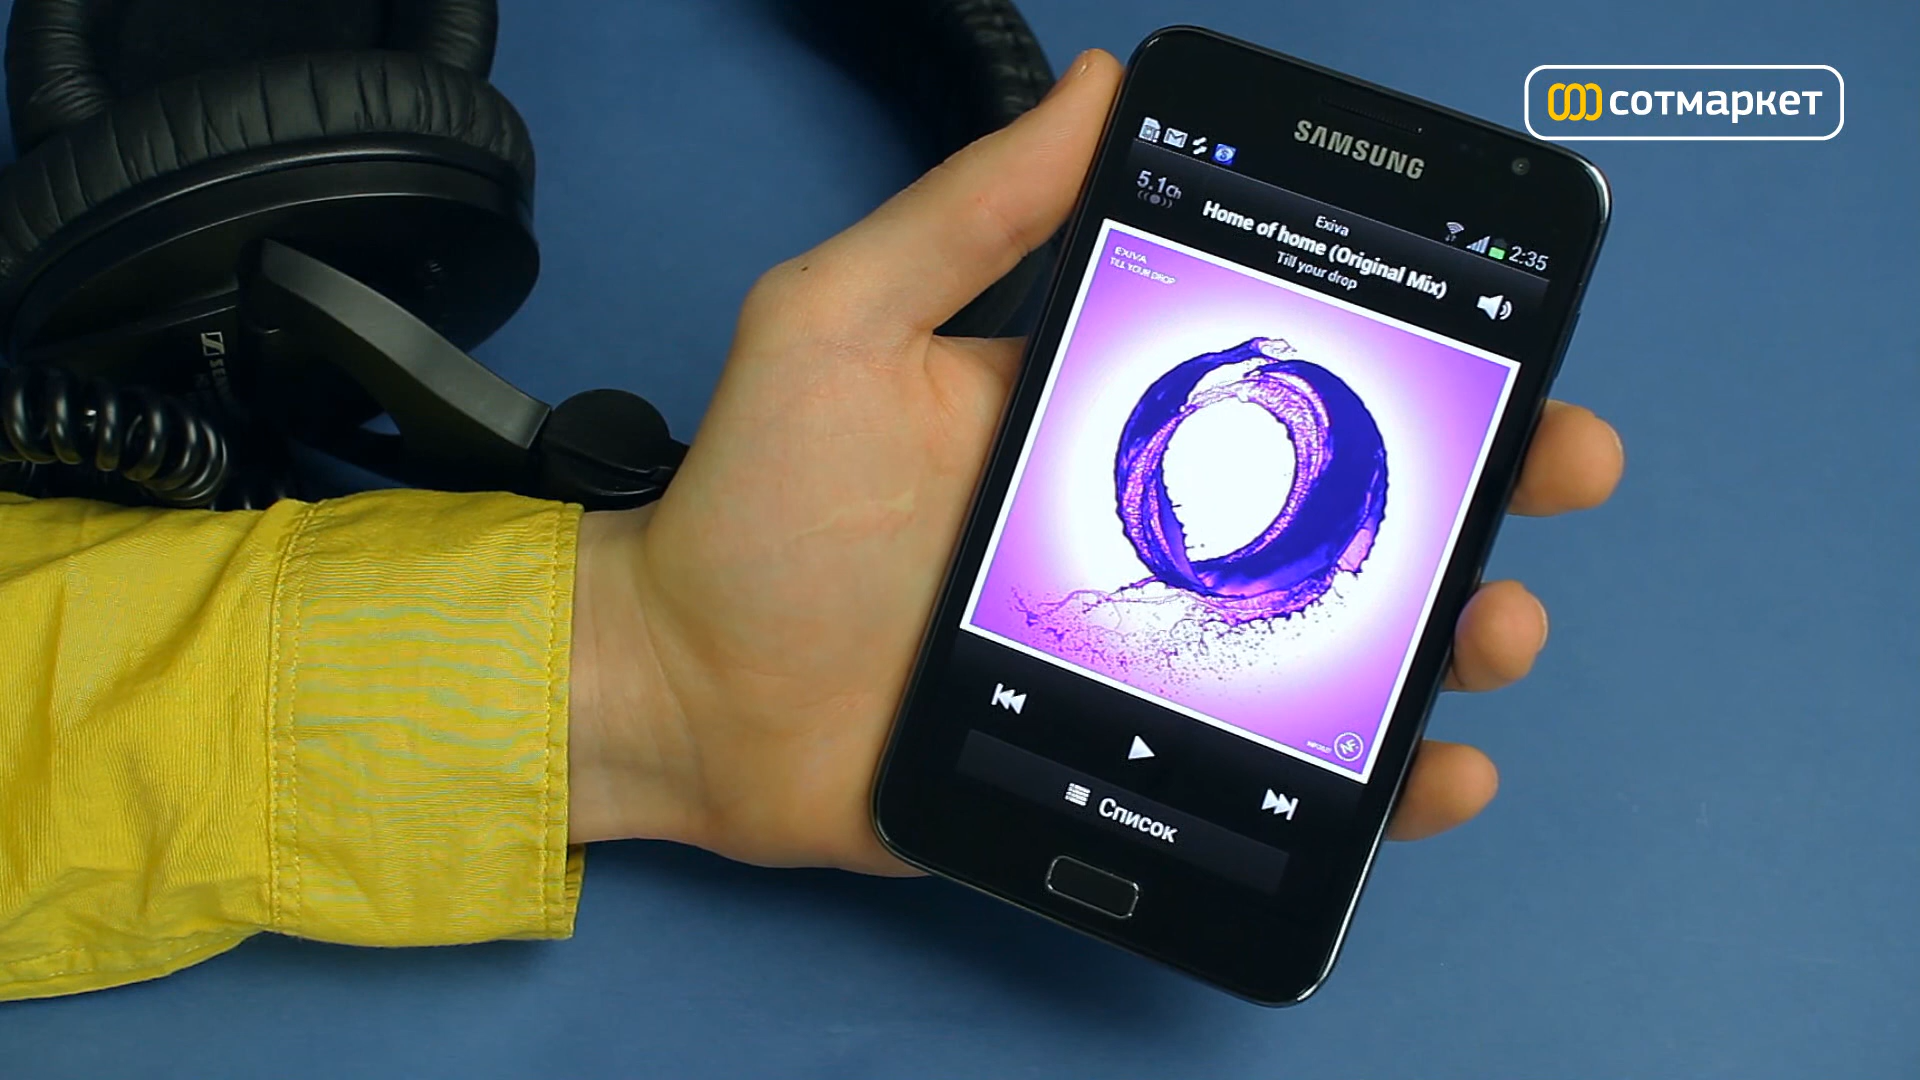 сотмаркет
SAMSUNG
2:35
5.1ch
Exiva
Home of home (Original Mix)
Till your drop
EXIVA
TILL YOUR DROP
Список